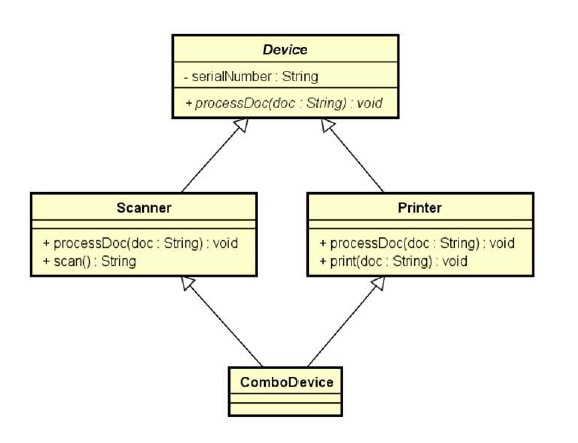 Device
- serialNumber : String
+ processDoc(doc : String) : void
Scanner
+ processDoc(doc : String) : void
+ scan() : String
Printer
+ processDoc(doc : String) : void
+ print(doc : String) : void
ComboDevice